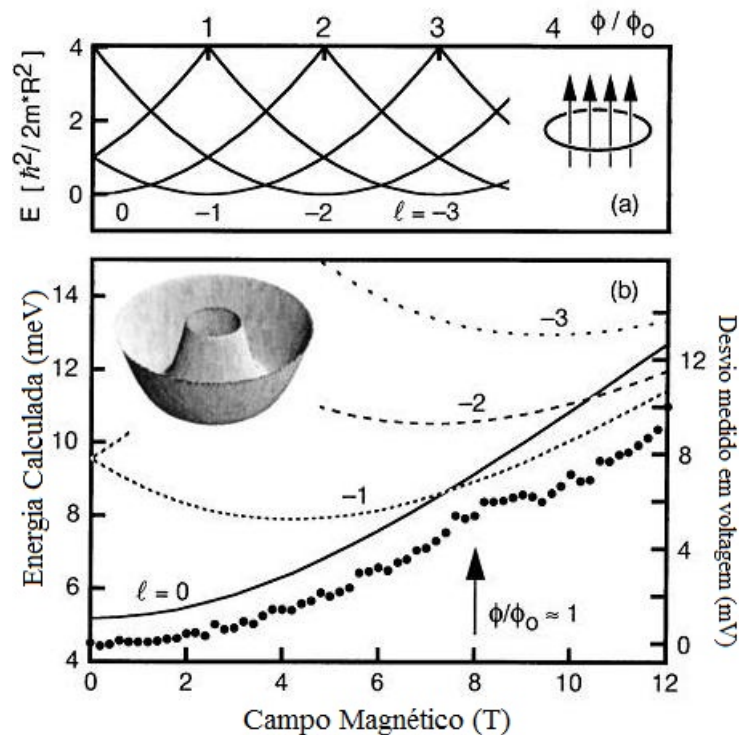 1 2 3 4 ϕ / ϕo
4
2
0
E [ ℏ²/ 2m*R²]
0 –1 –2 ℓ = –3
(a)
(b)
14
12
10
8
6
4
Energia Calculada (meV)
–3
–2
–1
ℓ = 0
ϕ/ϕo ≈ 1
12
8
4
0
Desvio medido em voltagem (mV)
0 2 4 6 8 10 12
Campo Magnético (T)